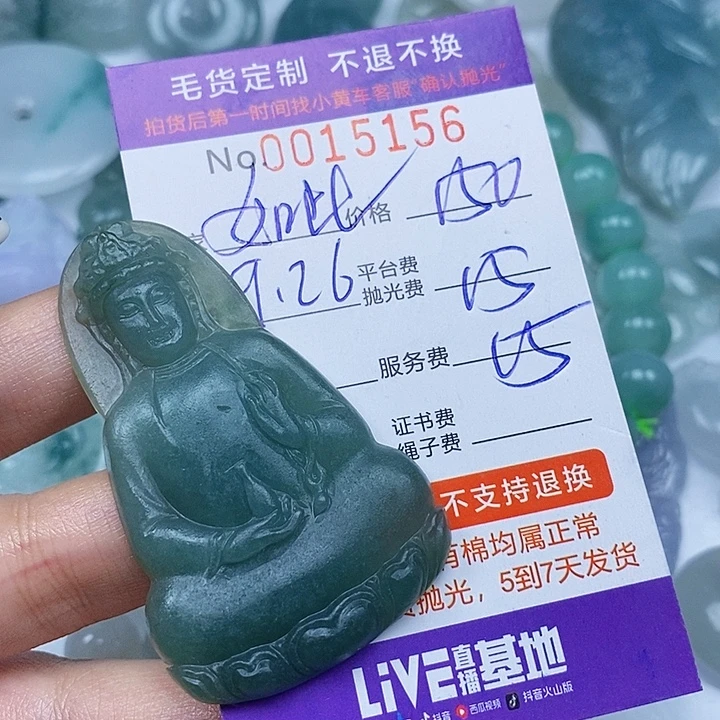 毛货定制 不退不换
拍货后第一时间找小黄车客服"确认抛光"
No.0015156
价格 150
9.26 平台费
抛光费 15
服务费 15
证书费
绳子费
不支持退换
有棉均属正常
抛光，5到7天发货
LiVE直播基地
抖音 西瓜视频 抖音火山版